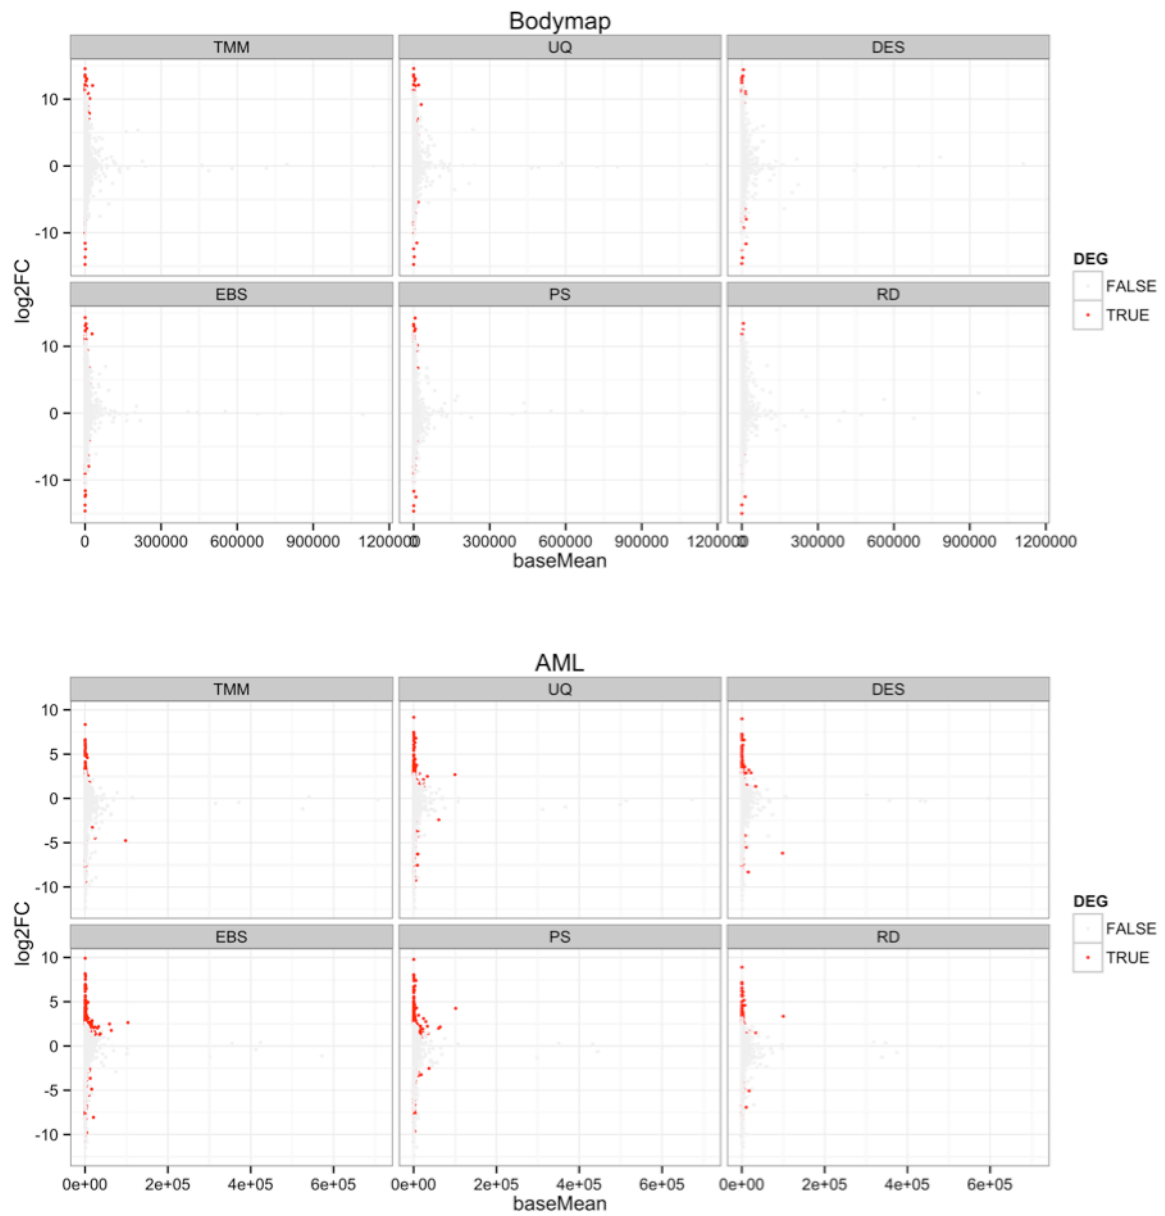 Bodymap
TMM UQ DES
10
0
-10
EBS PS RD
10
0
-10
log2FC
0 300000 600000 900000 1200000 0 300000 600000 900000 1200000 0 300000 600000 900000 1200000
baseMean
DEG
FALSE
TRUE
AML
TMM UQ DES
10
5
0
-5
-10
EBS PS RD
10
5
0
-5
-10
log2FC
0e+00 2e+05 4e+05 6e+05 0e+00 2e+05 4e+05 6e+05 0e+00 2e+05 4e+05 6e+05
baseMean
DEG
FALSE
TRUE